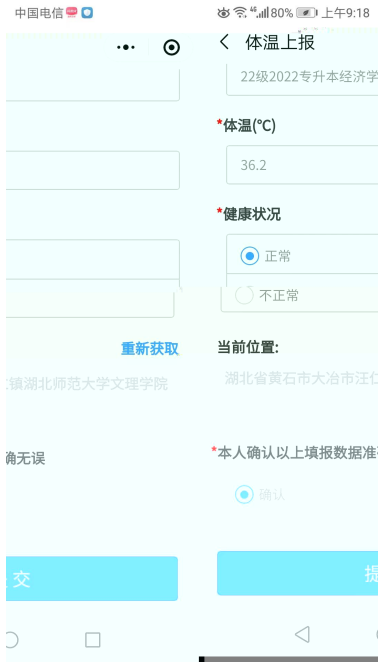 中国电信
80% 上午9:18
体温上报
22级2022专升本经济学
*体温(℃)
36.2
*健康状况
正常
不正常
重新获取
当前位置:
镇湖北师范大学文理学院
湖北省黄石市大冶市汪仁
确无误
*本人确认以上填报数据准
确认
交
提